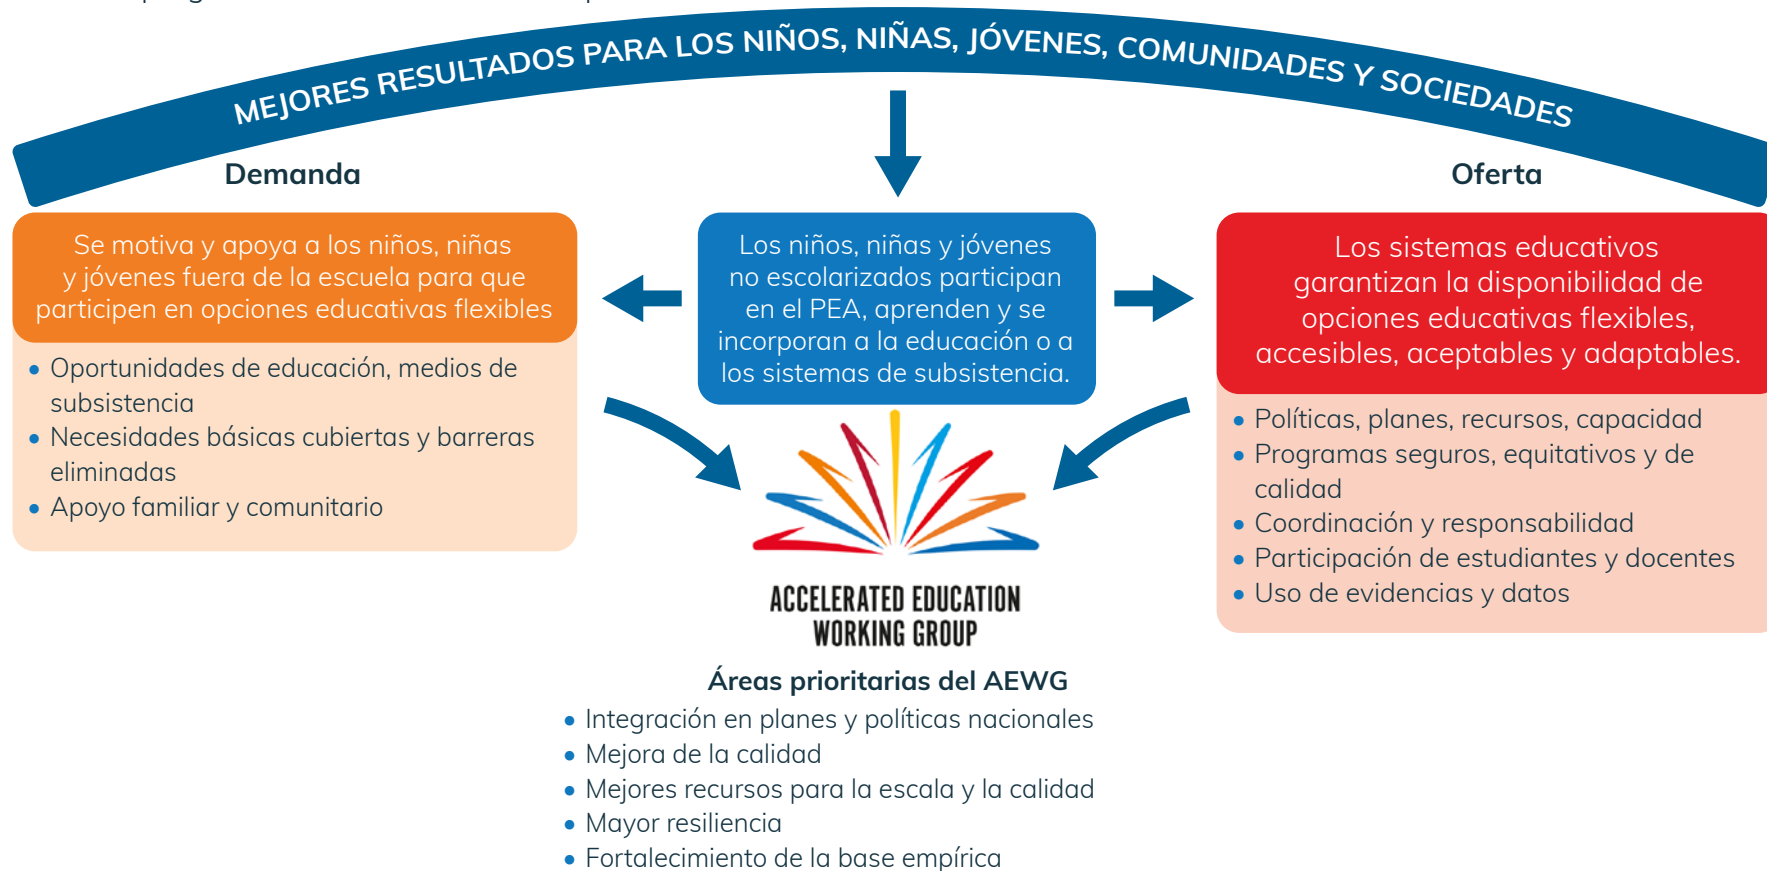 MEJORES RESULTADOS PARA LOS NIÑOS, NIÑAS, JÓVENES, COMUNIDADES Y SOCIEDADES
Demanda
Se motiva y apoya a los niños, niñas
y jóvenes fuera de la escuela para que
participen en opciones educativas flexibles
• Oportunidades de educación, medios de
subsistencia
• Necesidades básicas cubiertas y barreras
eliminadas
• Apoyo familiar y comunitario
Los niños, niñas y jóvenes
no escolarizados participan
en el PEA, aprenden y se
incorporan a la educación o a
los sistemas de subsistencia.
Oferta
Los sistemas educativos
garantizan la disponibilidad de
opciones educativas flexibles,
accesibles, aceptables y adaptables.
• Políticas, planes, recursos, capacidad
• Programas seguros, equitativos y de
calidad
• Coordinación y responsabilidad
• Participación de estudiantes y docentes
• Uso de evidencias y datos
ACCELERATED EDUCATION
WORKING GROUP
Áreas prioritarias del AEWG
• Integración en planes y políticas nacionales
• Mejora de la calidad
• Mejores recursos para la escala y la calidad
• Mayor resiliencia
• Fortalecimiento de la base empírica